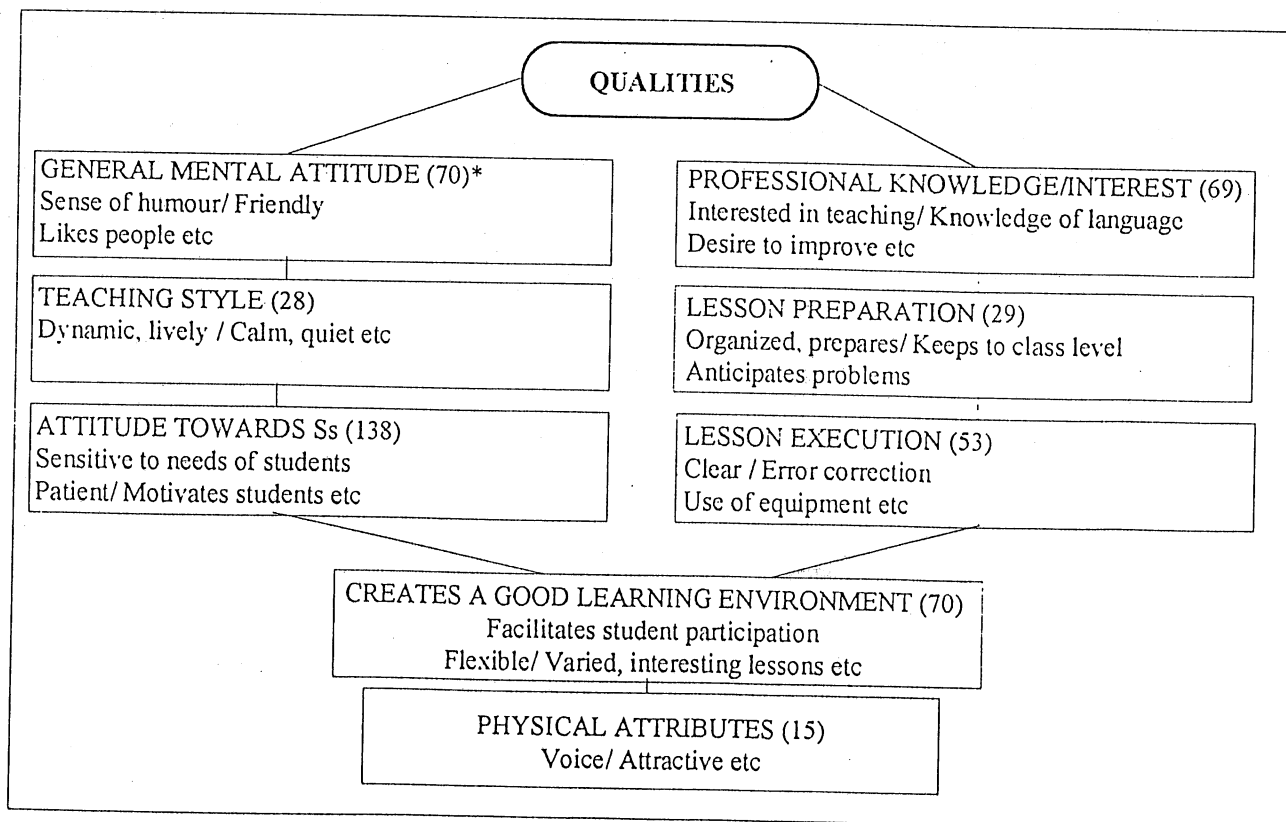 QUALITIES
GENERAL MENTAL ATTITUDE (70)*
Sense of humour/ Friendly
Likes people etc
TEACHING STYLE (28)
Dynamic, lively / Calm, quiet etc
ATTITUDE TOWARDS Ss (138)
Sensitive to needs of students
Patient/ Motivates students etc
PROFESSIONAL KNOWLEDGE/INTEREST (69)
Interested in teaching/ Knowledge of language
Desire to improve etc
LESSON PREPARATION (29)
Organized, prepares/ Keeps to class level
Anticipates problems
LESSON EXECUTION (53)
Clear / Error correction
Use of equipment etc
CREATES A GOOD LEARNING ENVIRONMENT (70)
Facilitates student participation
Flexible/ Varied, interesting lessons etc
PHYSICAL ATTRIBUTES (15)
Voice/ Attractive etc